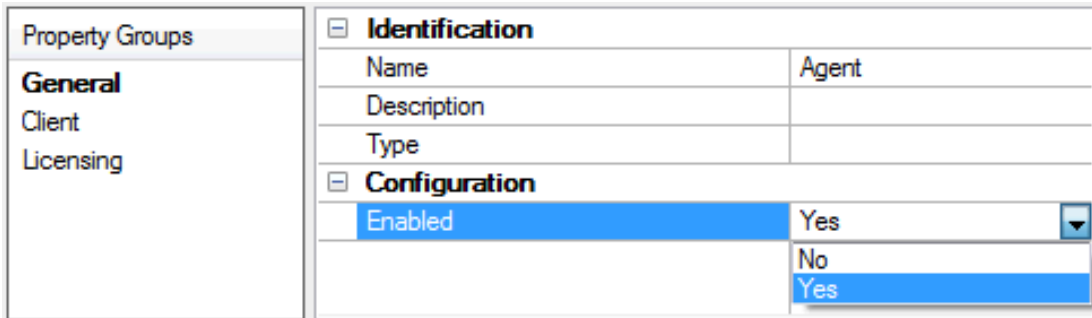 Property Groups
General
Client
Licensing
Identification
Name Agent
Description
Type
Configuration
Enabled Yes
No
Yes